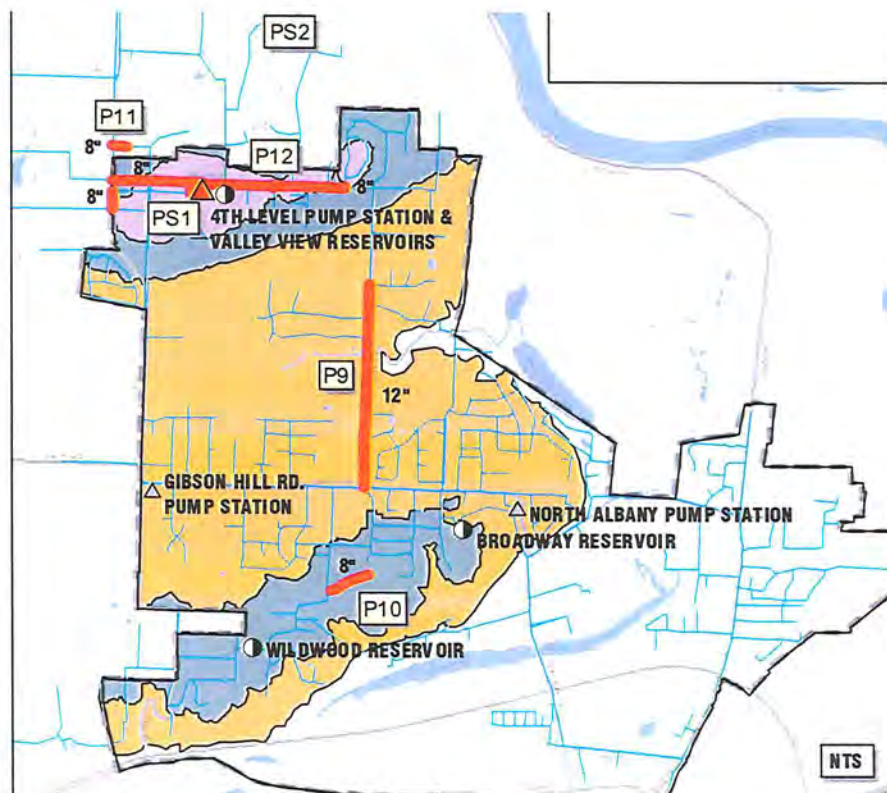 PS2
P11
8"
P12
8"
8"
8"
PS1
4TH LEVEL PUMP STATION &
VALLEY VIEW RESERVOIRS
P9
12"
GIBSON HILL RD.
PUMP STATION
NORTH ALBANY PUMP STATION
BROADWAY RESERVOIR
8"
P10
WILDWOOD RESERVOIR
NTS